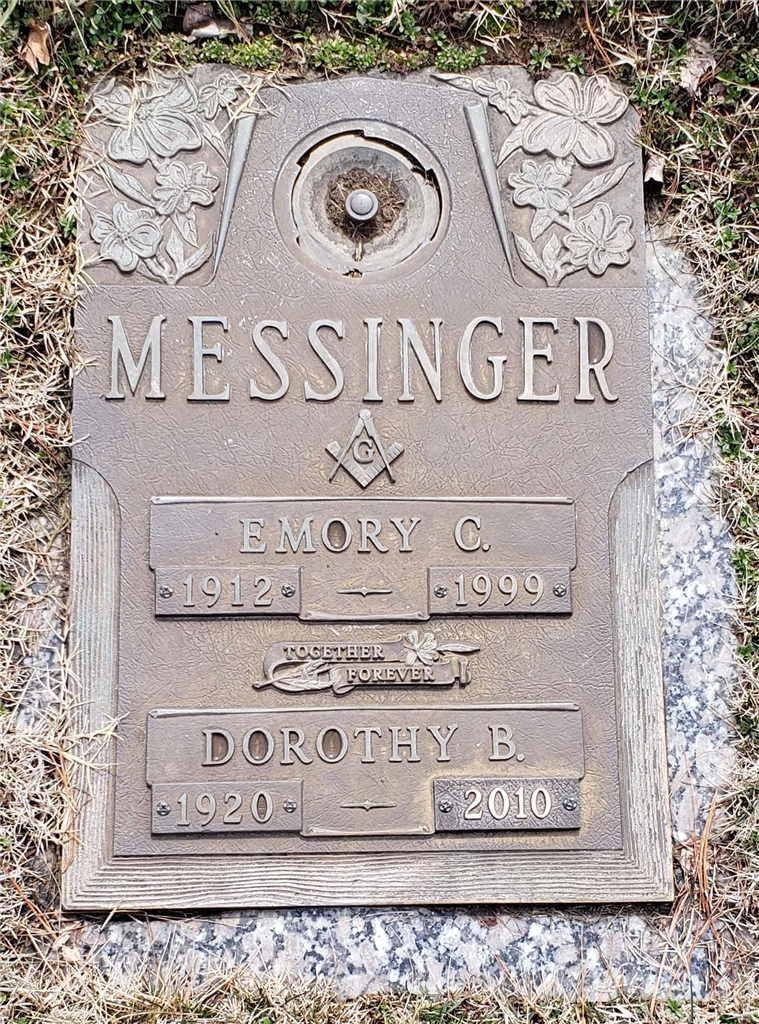 MESSINGER
G
EMORY C.
1912 1999
TOGETHER
FOREVER
DOROTHY B.
1920 2010